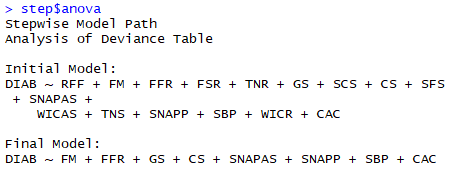 > step$anova
Stepwise Model Path
Analysis of Deviance Table

Initial Model:
DIAB ~ RFF + FM + FFR + FSR + TNR + GS + SCS + CS + SFS
+ SNAPAS +
WICAS + TNS + SNAPP + SBP + WICR + CAC

Final Model:
DIAB ~ FM + FFR + GS + CS + SNAPAS + SNAPP + SBP + CAC